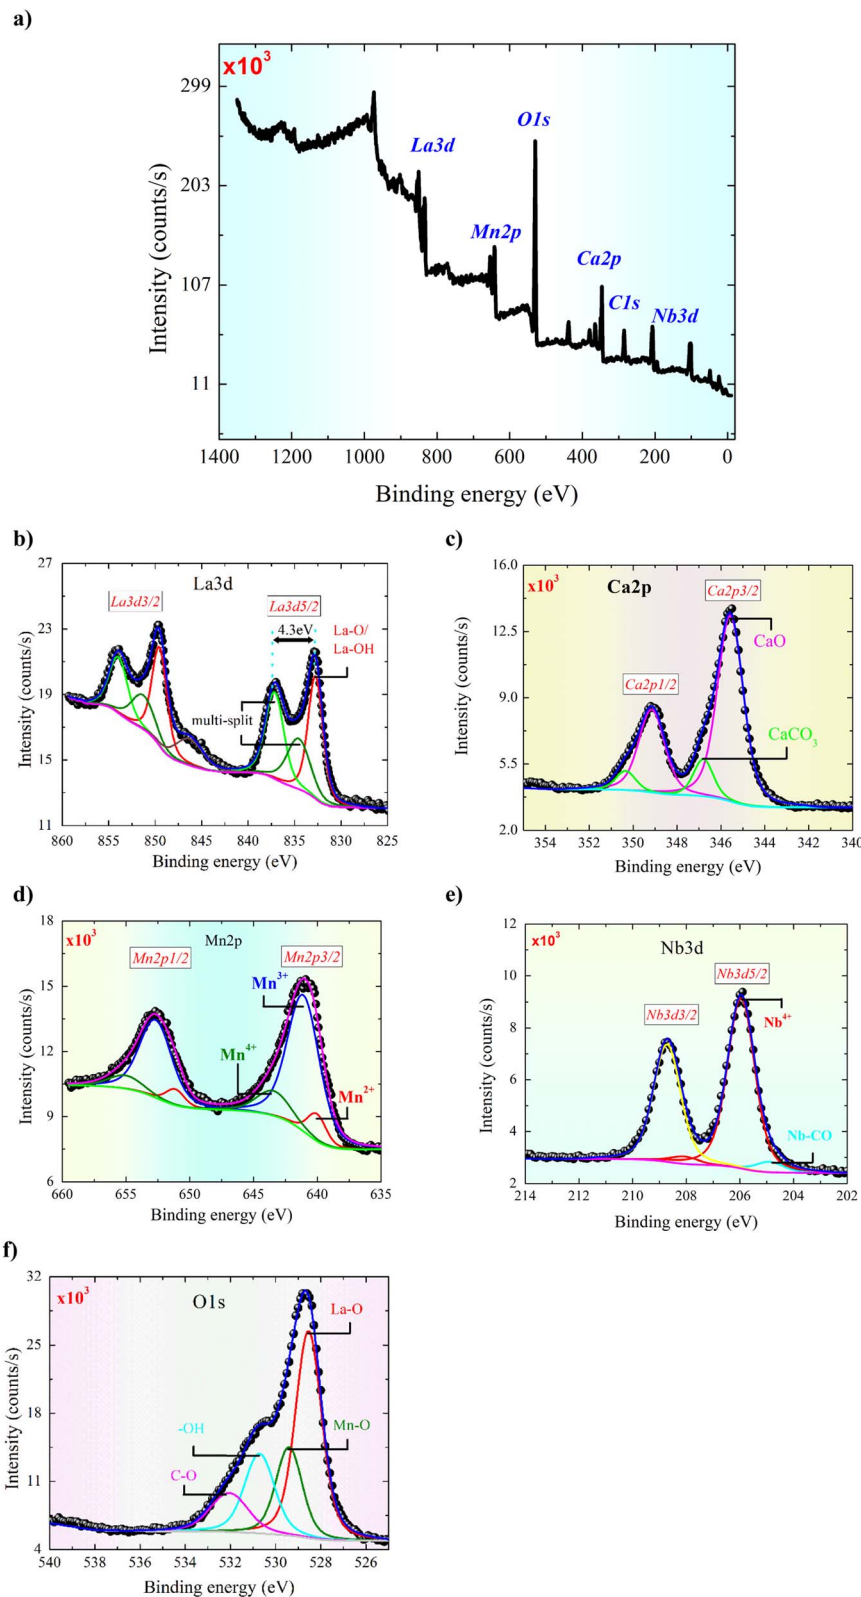 a)
x10³
299
203
107
11
Intensity (counts/s)
La3d
Mn2p
O1s
Ca2p
C1s
Nb3d
1400 1200 1000 800 600 400 200 0
Binding energy (eV)
b)
La3d
La3d3/2
La3d5/2
4.3eV
La-O/
La-OH
multi-split
27
23
19
15
11
Intensity (counts/s)
860 855 850 845 840 835 830 825
Binding energy (eV)
c)
x10³
Ca2p
Ca2p3/2
Ca2p1/2
CaO
CaCO₃
16.0
12.5
9.0
5.5
2.0
Intensity (counts/s)
354 352 350 348 346 344 342 340
Binding energy (eV)
d)
x10³
Mn2p
Mn2p1/2
Mn2p3/2
Mn³⁺
Mn⁴⁺
Mn²⁺
18
15
12
9
6
Intensity (counts/s)
660 655 650 645 640 635
Binding energy (eV)
e)
x10³
Nb3d
Nb3d5/2
Nb3d3/2
Nb⁴⁺
Nb-CO
12
10
8
6
4
2
Intensity (counts/s)
214 212 210 208 206 204 202
Binding energy (eV)
f)
x10³
O1s
La-O
-OH
Mn-O
C-O
32
25
18
11
4
Intensity (counts/s)
540 538 536 534 532 530 528 526
Binding energy (eV)